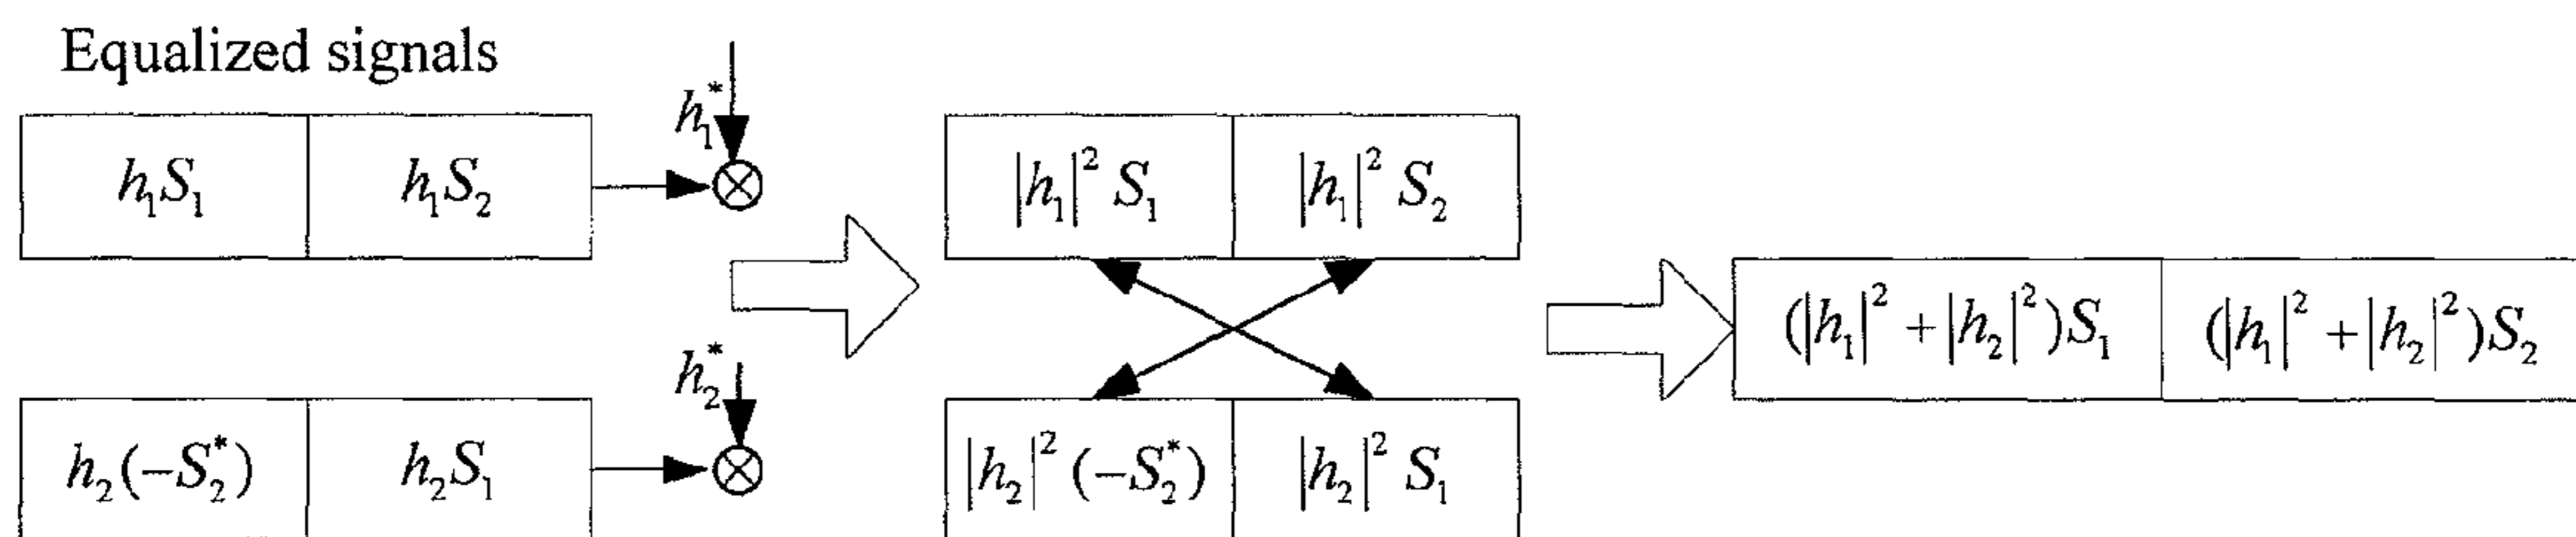 Equalized signals
h₁*
h₁S₁ h₁S₂
|h₁|² S₁ |h₁|² S₂
(|h₁|² + |h₂|²)S₁ (|h₁|² + |h₂|²)S₂
h₂*
h₂(−S₂*) h₂S₁
|h₂|² (−S₂*) |h₂|² S₁